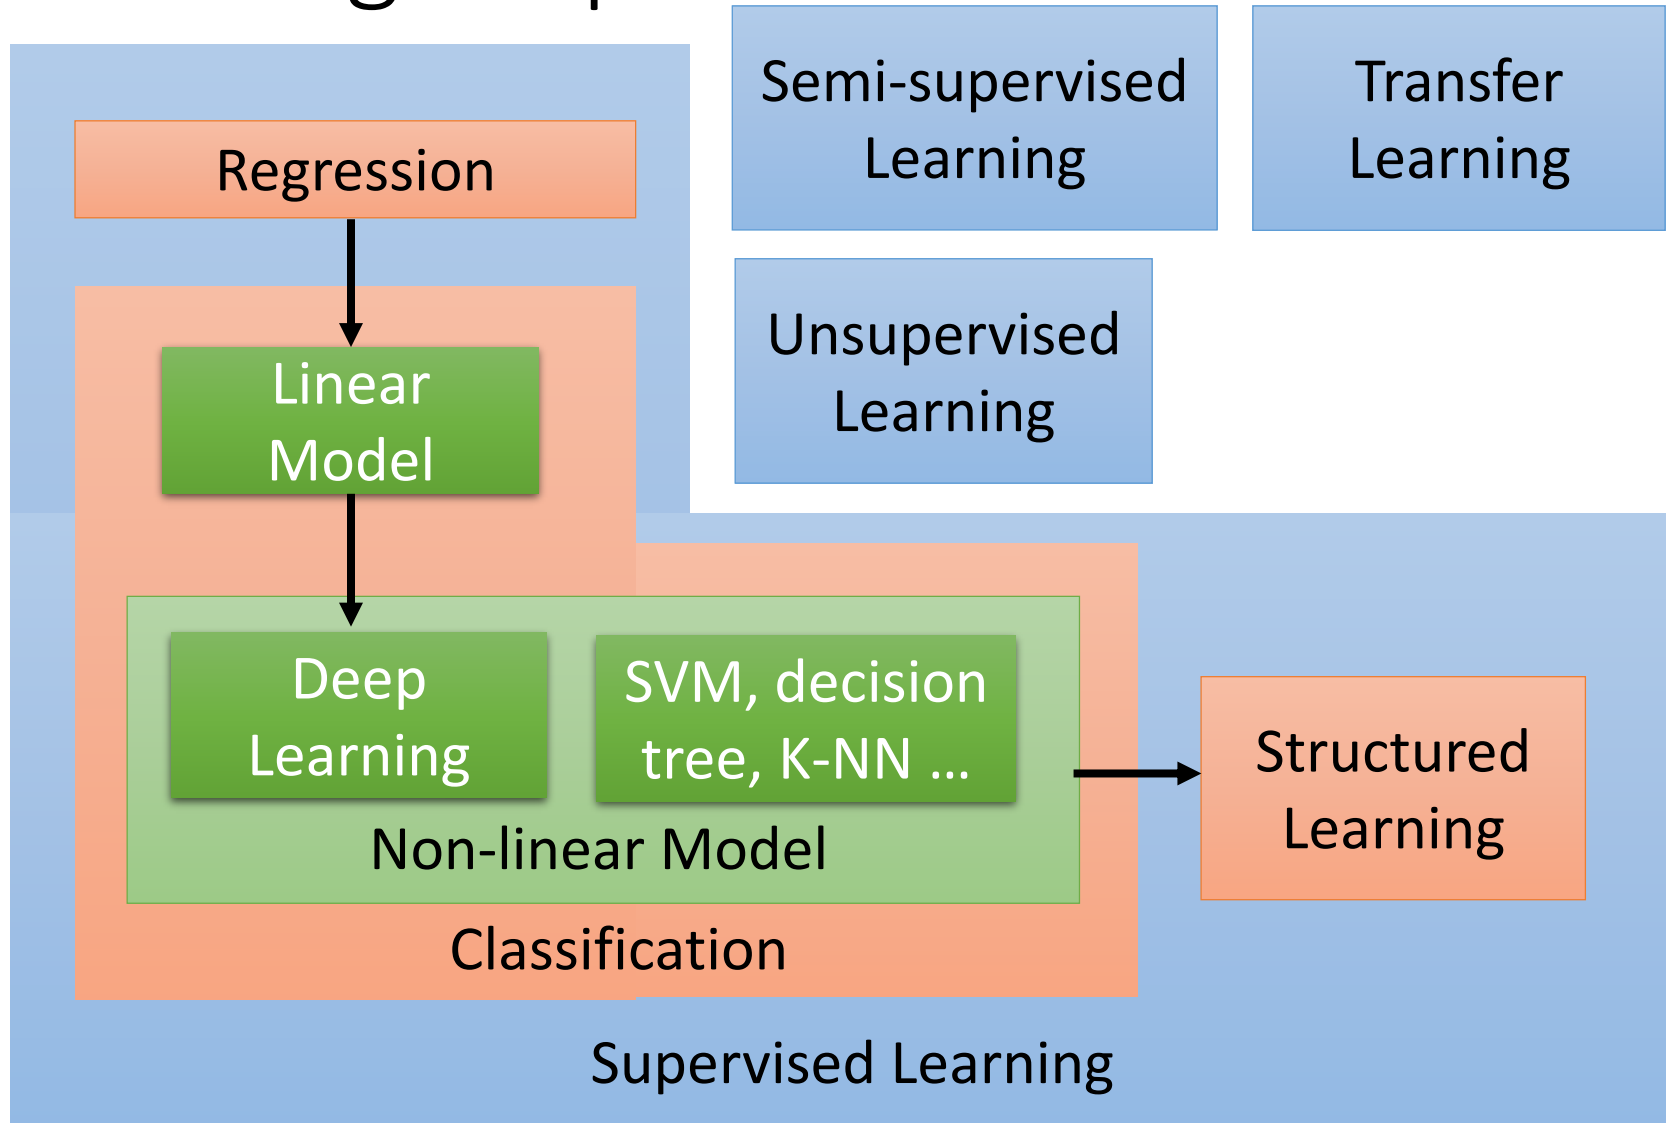 Semi-supervised
Learning
Transfer
Learning
Regression
Unsupervised
Learning
Linear
Model
Deep
Learning
SVM, decision
tree, K-NN ...
Non-linear Model
Structured
Learning
Classification
Supervised Learning